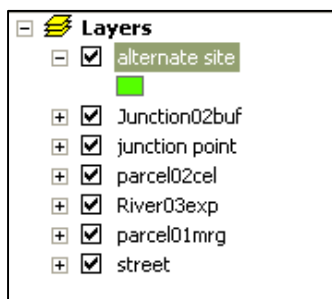 Layers
alternate site
Junction02buf
junction point
parcel02cel
River03exp
parcel01mrg
street